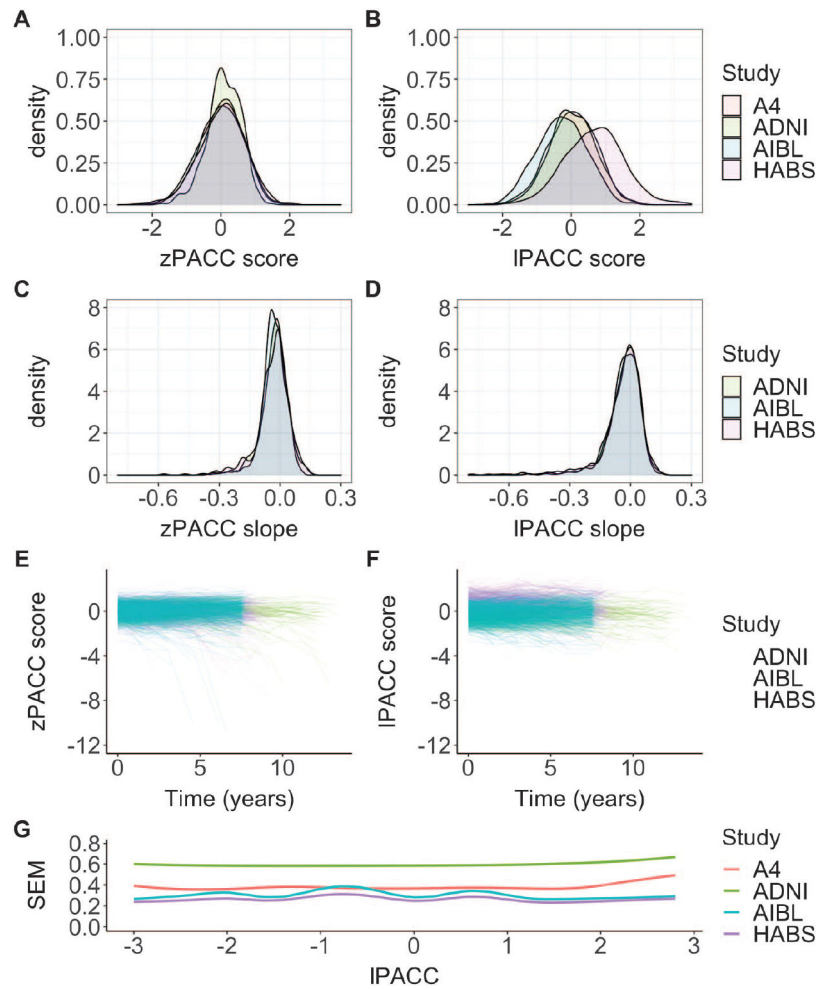 A
1.00
0.75
0.50
0.25
0.00
density
-2
0
2
zPACC score
B
1.00
0.75
0.50
0.25
0.00
density
-2
0
2
lPACC score
Study
A4
ADNI
AIBL
HABS
C
8
6
4
2
0
density
-0.6
-0.3
0.0
0.3
zPACC slope
D
8
6
4
2
0
density
-0.6
-0.3
0.0
0.3
lPACC slope
Study
ADNI
AIBL
HABS
E
0
-4
-8
-12
zPACC score
0
5
10
Time (years)
F
0
-4
-8
-12
lPACC score
0
5
10
Time (years)
Study
ADNI
AIBL
HABS
G
0.8
0.6
0.4
0.2
0.0
SEM
-3
-2
-1
0
1
2
3
lPACC
Study
A4
ADNI
AIBL
HABS